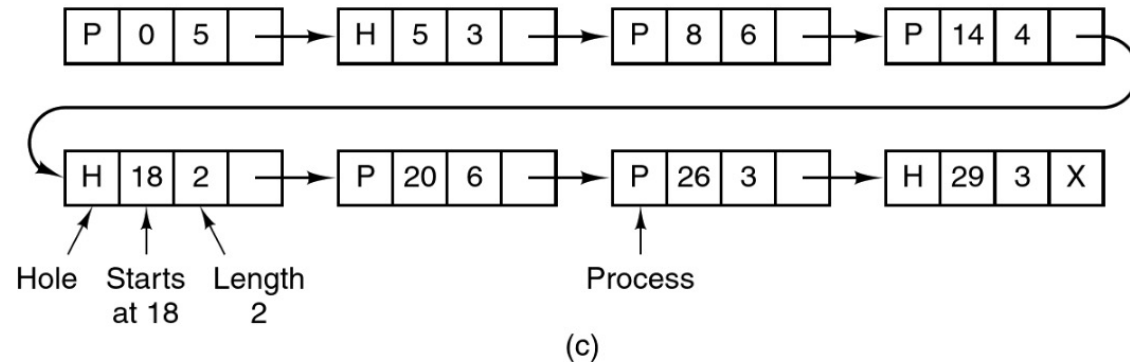 P 0 5 H 5 3 P 8 6 P 14 4
H 18 2 P 20 6 P 26 3 H 29 3 X
Hole Starts Length Process
at 18 2
(c)